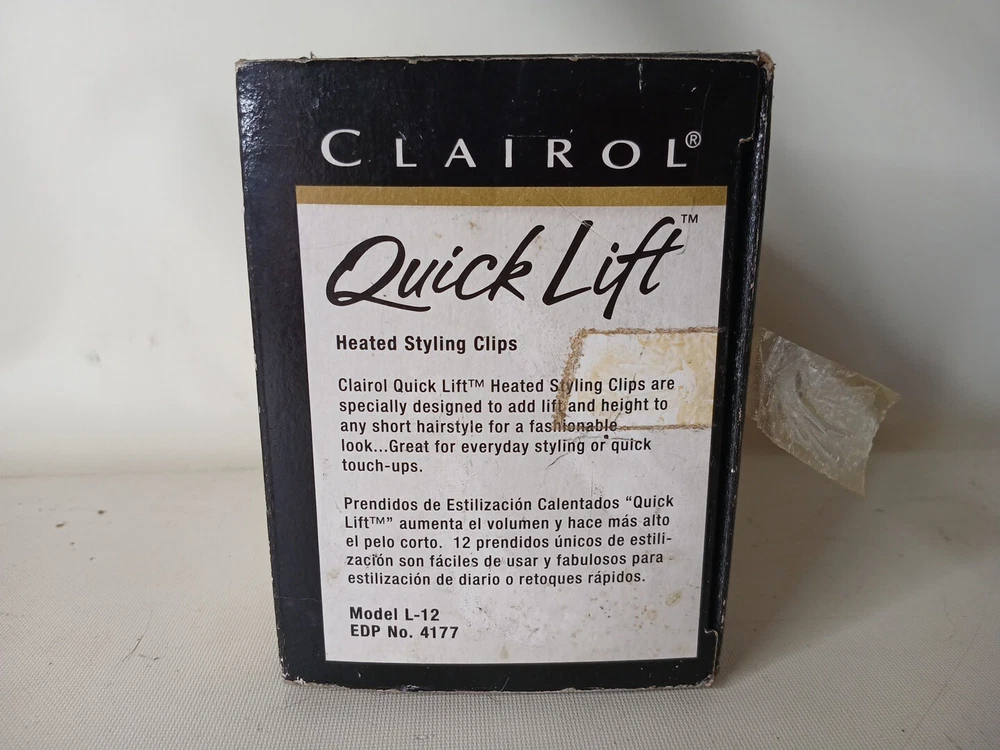 CLAIROL®
Quick Lift™
Heated Styling Clips
Clairol Quick Lift™ Heated Styling Clips are
specially designed to add lift and height to
any short hairstyle for a fashionable
look...Great for everyday styling or quick
touch-ups.
Prendidos de Estilización Calentados “Quick
Lift™” aumenta el volumen y hace más alto
el pelo corto. 12 prendidos únicos de estili-
zación son fáciles de usar y fabulosos para
estilización de diario o retoques rápidos.
Model L-12
EDP No. 4177